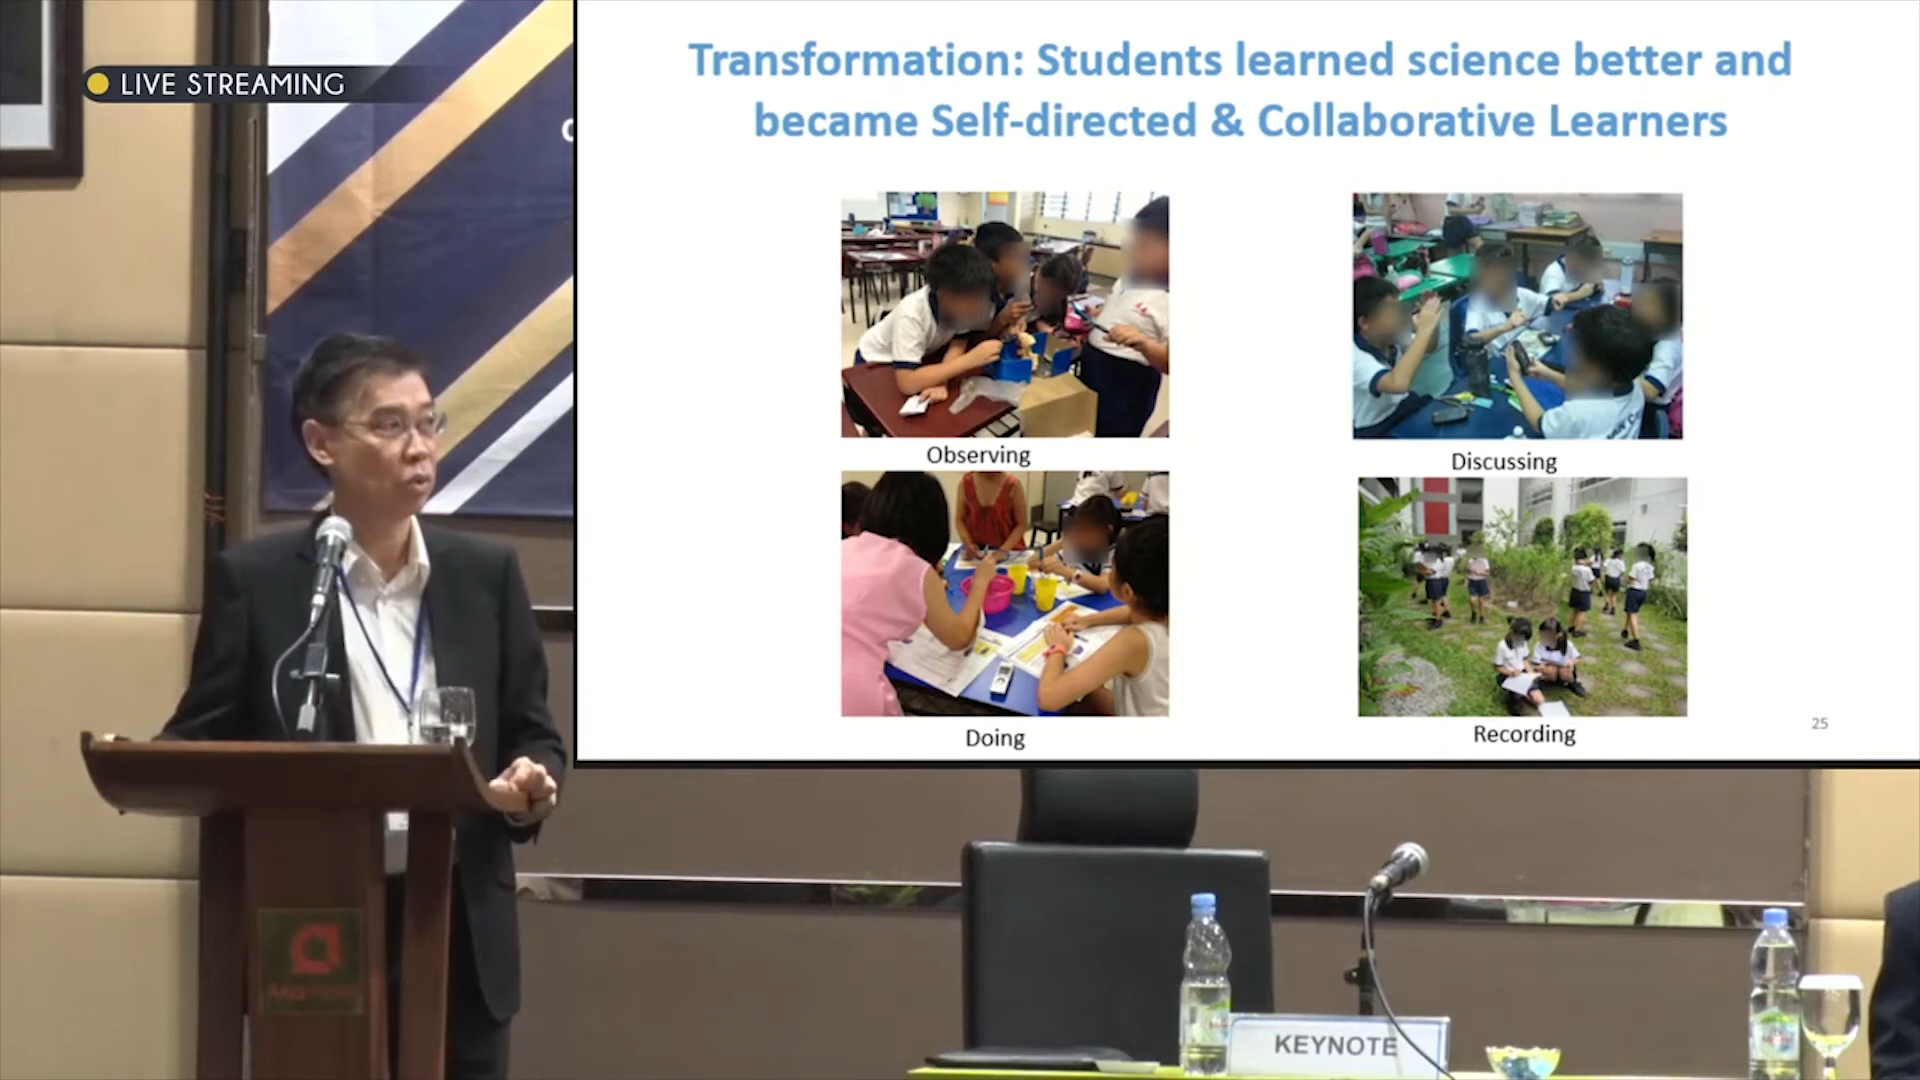 LIVE STREAMING
Transformation: Students learned science better and
became Self-directed & Collaborative Learners
Observing
Discussing
Doing
Recording
25
KEYNOTE